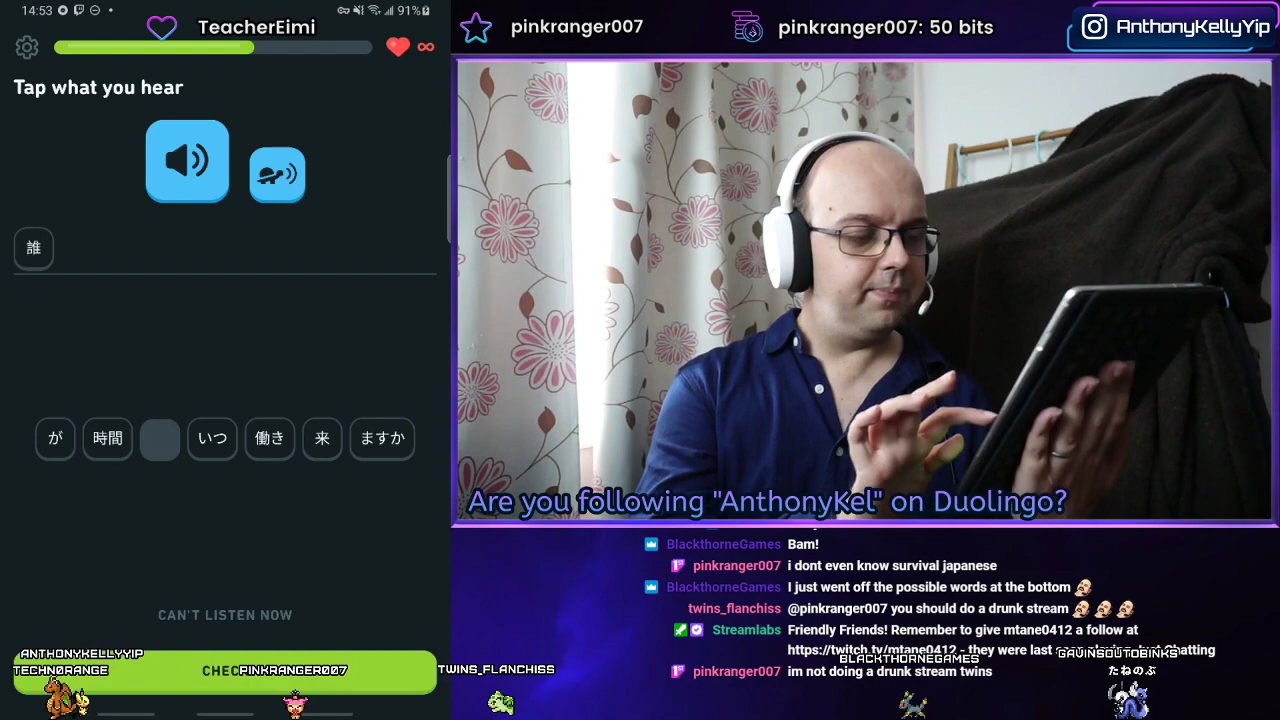 14:53
91%
TeacherEimi
∞
Tap what you hear
誰
が
時間
いつ
働き
来
ますか
CAN'T LISTEN NOW
CHEC
pinkranger007
pinkranger007: 50 bits
AnthonyKellyYip
Are you following "AnthonyKel" on Duolingo?
BlackthorneGames Bam!
pinkranger007 i dont even know survival japanese
BlackthorneGames I just went off the possible words at the bottom
twins_flanchiss @pinkranger007 you should do a drunk stream
Streamlabs Friendly Friends! Remember to give mtane0412 a follow at
https://twitch.tv/mtane0412 - they were last
pinkranger007 im not doing a drunk stream twins
ANTHONYKELLYYIP
TECHN0RANGE
PINKRANGER007
TWINS_FLANCHISS
BLACKTHORNEGAMES
たねのぶ